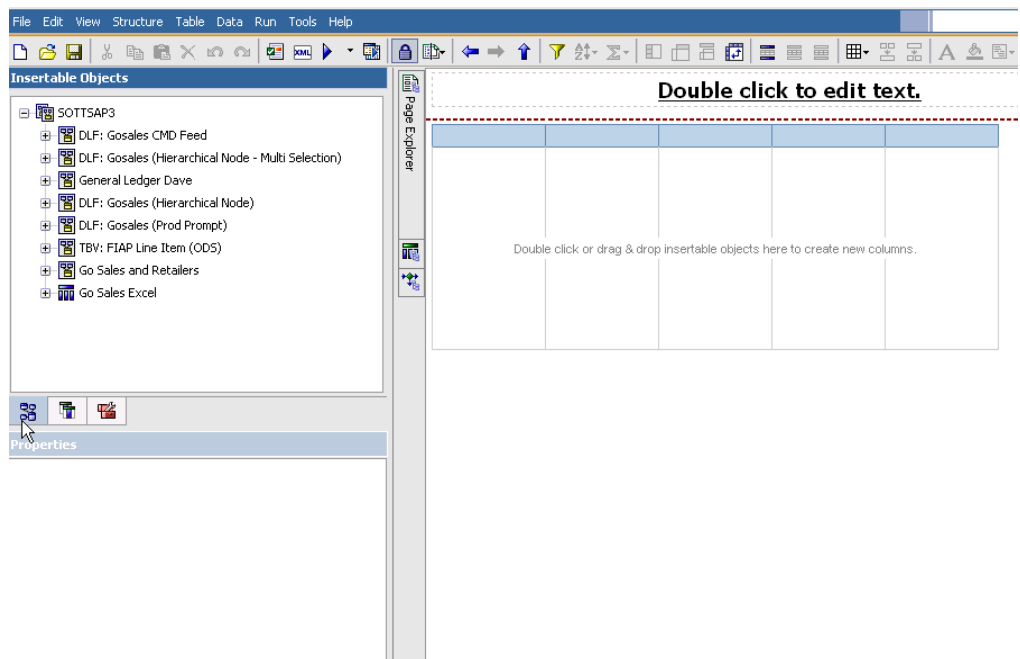 File Edit View Structure Table Data Run Tools Help
XML
Insertable Objects
SOTTSAP3
DLF: Gosales CMD Feed
DLF: Gosales (Hierarchical Node - Multi Selection)
General Ledger Dave
DLF: Gosales (Hierarchical Node)
DLF: Gosales (Prod Prompt)
TBV: FIAP Line Item (ODS)
Go Sales and Retailers
Go Sales Excel
Properties
Page Explorer
Double click to edit text.
Double click or drag & drop insertable objects here to create new columns.